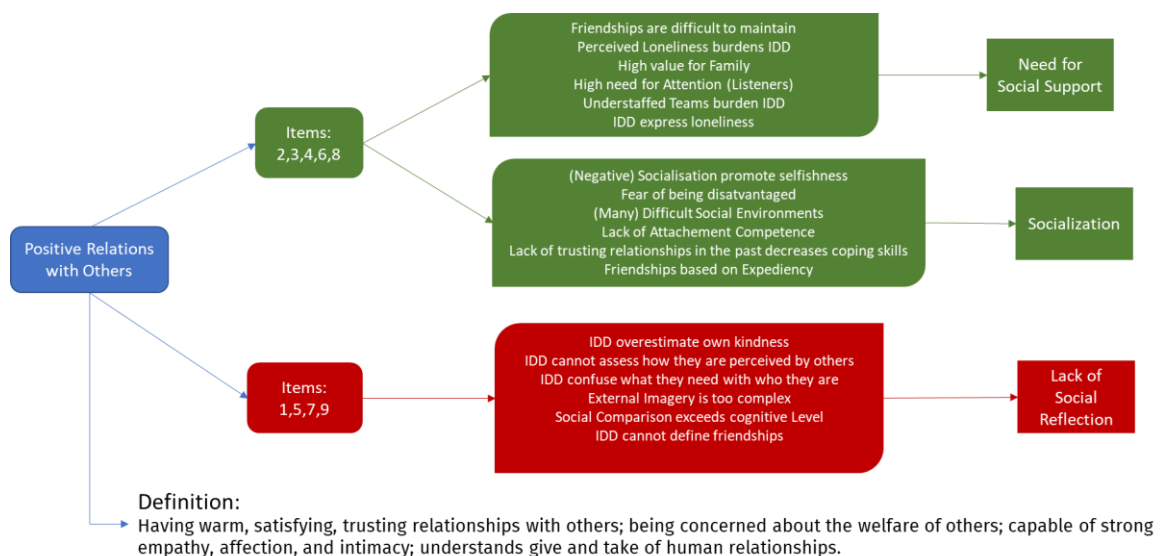 Friendships are difficult to maintain
Perceived Loneliness burdens IDD
High value for Family
High need for Attention (Listeners)
Understaffed Teams burden IDD
IDD express loneliness
Need for
Social Support
Items:
2,3,4,6,8
(Negative) Socialisation promote selfishness
Fear of being disatvantaged
(Many) Difficult Social Environments
Lack of Attachement Competence
Lack of trusting relationships in the past decreases coping skills
Friendships based on Expediency
Socialization
Positive Relations
with Others
IDD overestimate own kindness
IDD cannot assess how they are perceived by others
IDD confuse what they need with who they are
External Imagery is too complex
Social Comparison exceeds cognitive Level
IDD cannot define friendships
Items:
1,5,7,9
Lack of
Social
Reflection
Definition:
Having warm, satisfying, trusting relationships with others; being concerned about the welfare of others; capable of strong
empathy, affection, and intimacy; understands give and take of human relationships.